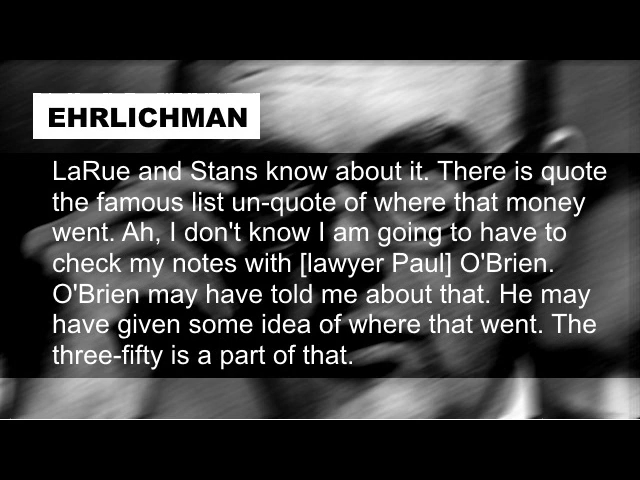 EHRLICHMAN
LaRue and Stans know about it. There is quote
the famous list un-quote of where that money
went. Ah, I don't know I am going to have to
check my notes with [lawyer Paul] O'Brien.
O'Brien may have told me about that. He may
have given some idea of where that went. The
three-fifty is a part of that.